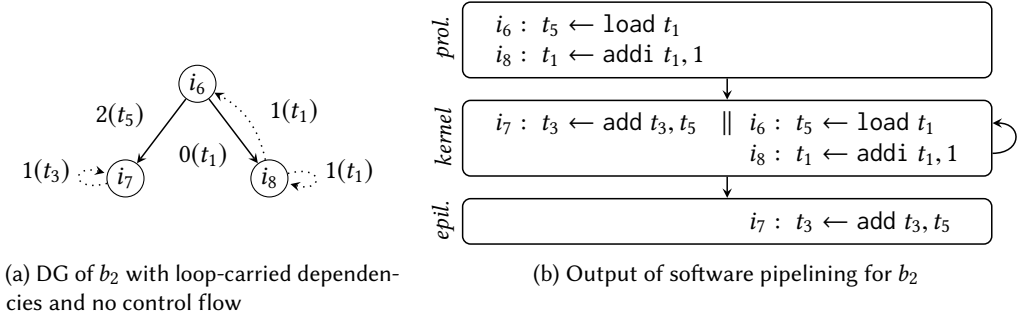 i6
2(t5)
1(t1)
0(t1)
1(t3)
i7
i8
1(t1)
(a) DG of b2 with loop-carried dependen-
cies and no control flow
prol.
i6 : t5 ← load t1
i8 : t1 ← addi t1, 1
kernel
i7 : t3 ← add t3, t5 || i6 : t5 ← load t1
i8 : t1 ← addi t1, 1
epil.
i7 : t3 ← add t3, t5
(b) Output of software pipelining for b2